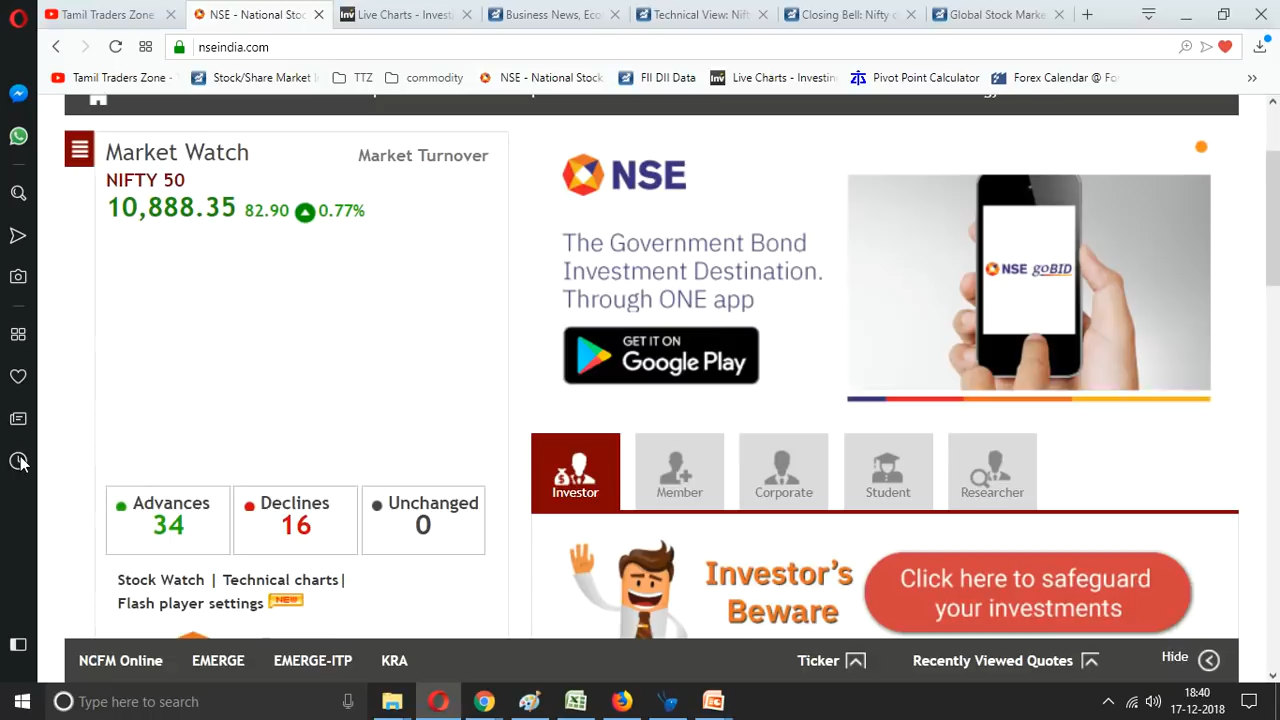 Tamil Traders Zone
NSE - National Stoc
Live Charts - Investi
Business News, Eco
Technical View: Nift
Closing Bell: Nifty
Global Stock Marke
nseindia.com
Tamil Traders Zone -
Stock/Share Market
TTZ
commodity
NSE - National Stock
FII DII Data
Inv
Live Charts - Investin
Pivot Point Calculator
Forex Calendar @ Fo
Market Watch
Market Turnover
NIFTY 50
10,888.35 82.90 0.77%
NSE
The Government Bond
Investment Destination.
Through ONE app
GET IT ON
Google Play
NSE goBID
Investor
Member
Corporate
Student
Researcher
Advances
34
Declines
16
Unchanged
0
Stock Watch | Technical charts|
Flash player settings NEW
Investor's
Beware
Click here to safeguard
your investments
NCFM Online
EMERGE
EMERGE-ITP
KRA
Ticker
Recently Viewed Quotes
Hide
Type here to search
18:40
17-12-2018